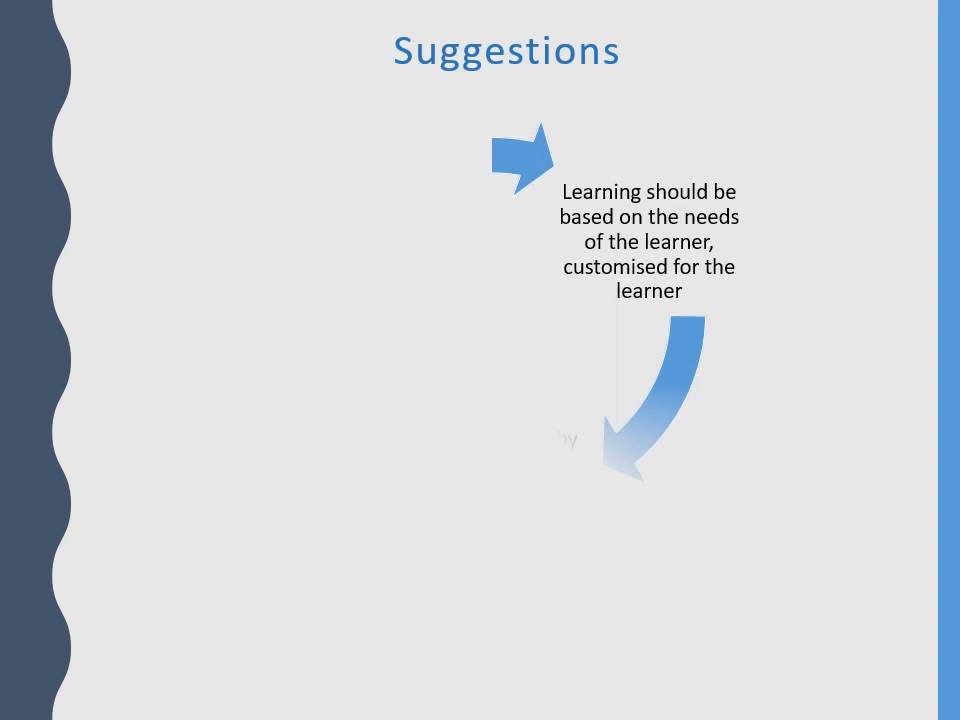 Suggestions
Learning should be
based on the needs
of the learner,
customised for the
learner